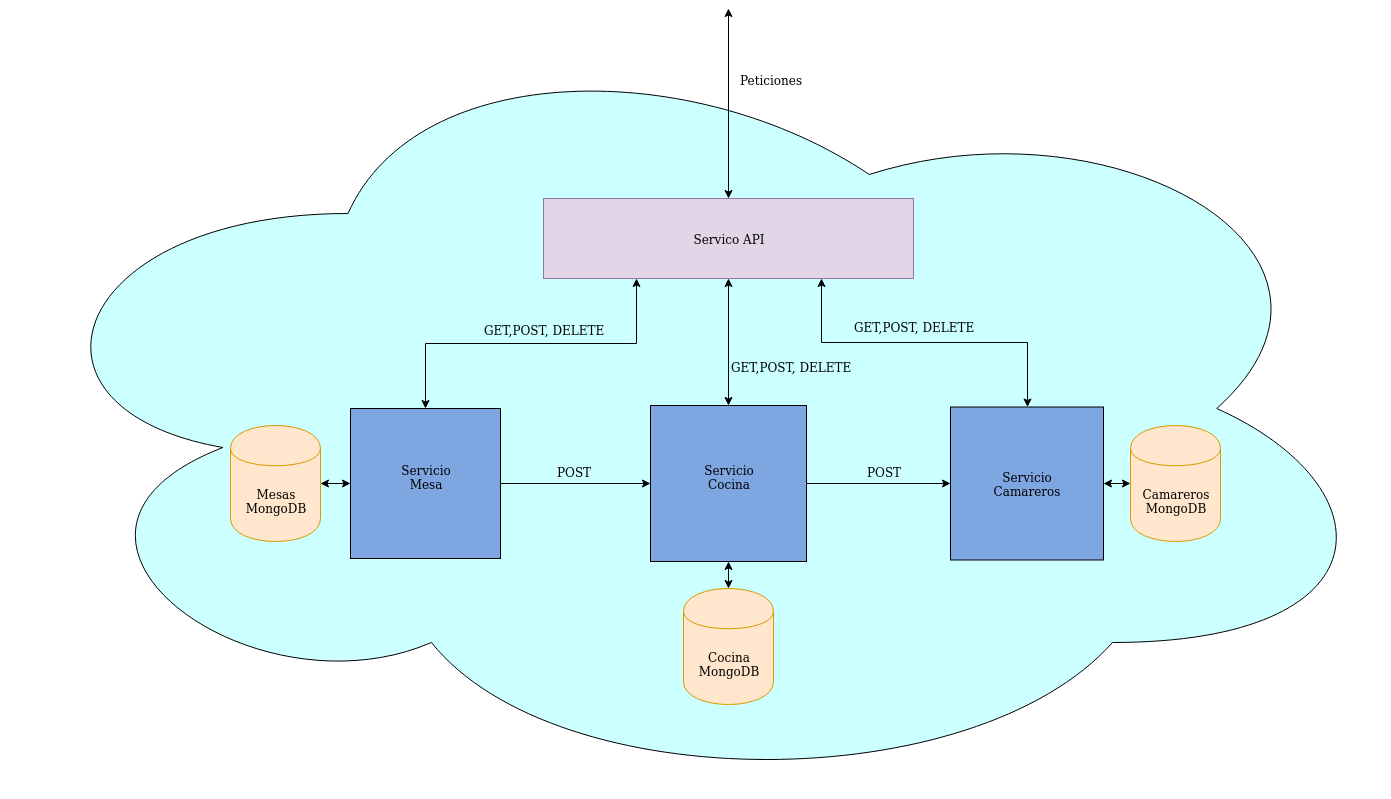 Peticiones
Servico API
GET,POST, DELETE
GET,POST, DELETE
GET,POST, DELETE
Mesas
MongoDB
Servicio
Mesa
POST
Servicio
Cocina
POST
Servicio
Camareros
Camareros
MongoDB
Cocina
MongoDB